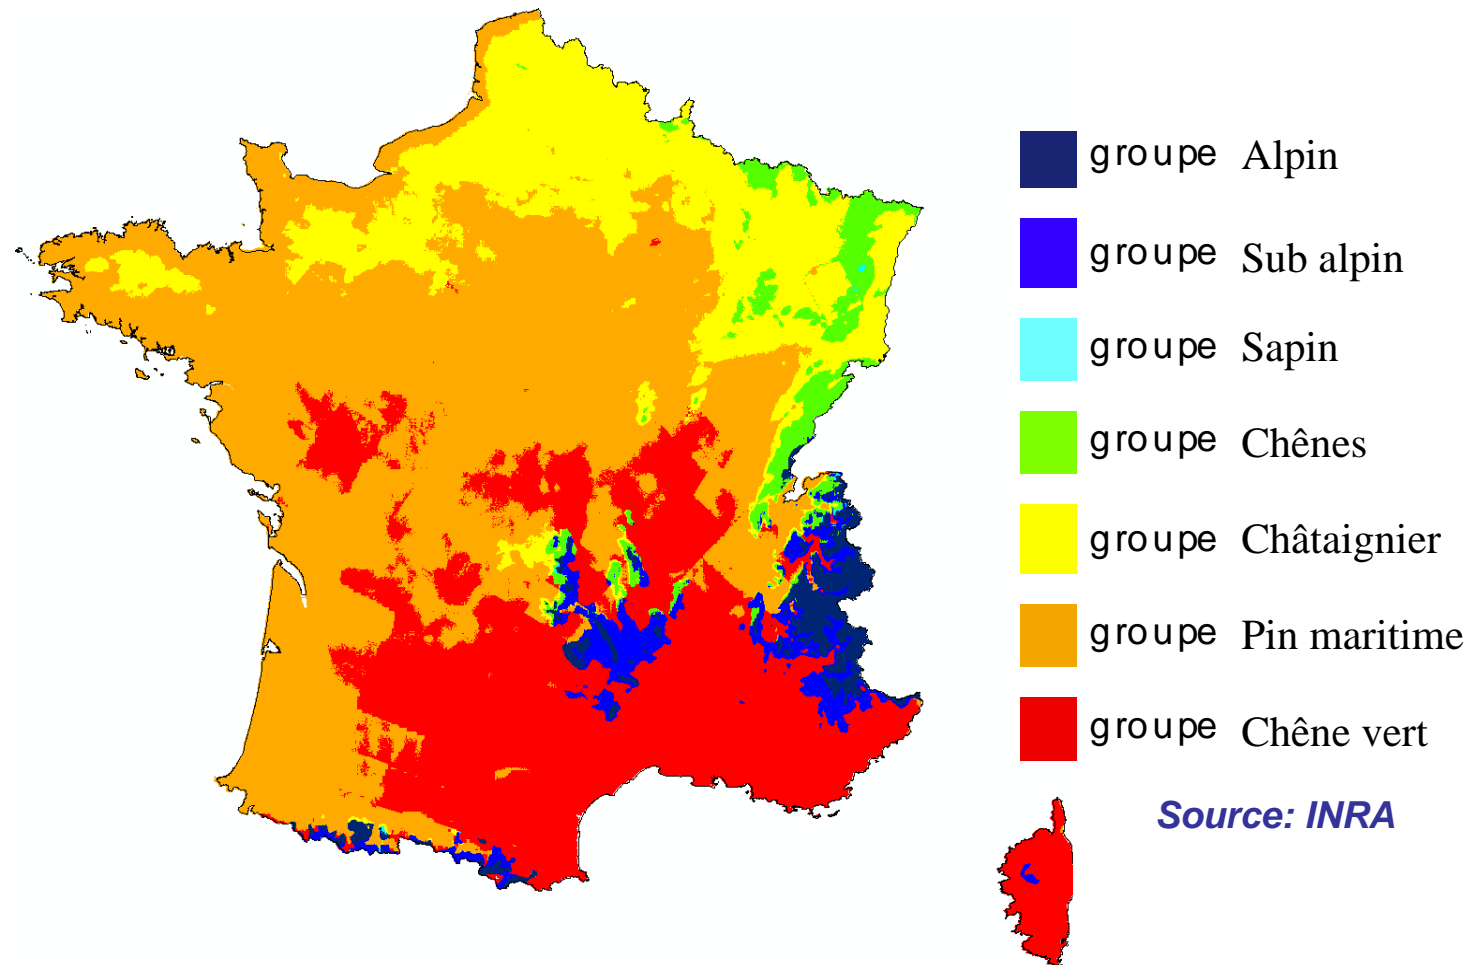 groupe Alpin
groupe Sub alpin
groupe Sapin
groupe Chênes
groupe Châtaignier
groupe Pin maritime
groupe Chêne vert
Source: INRA